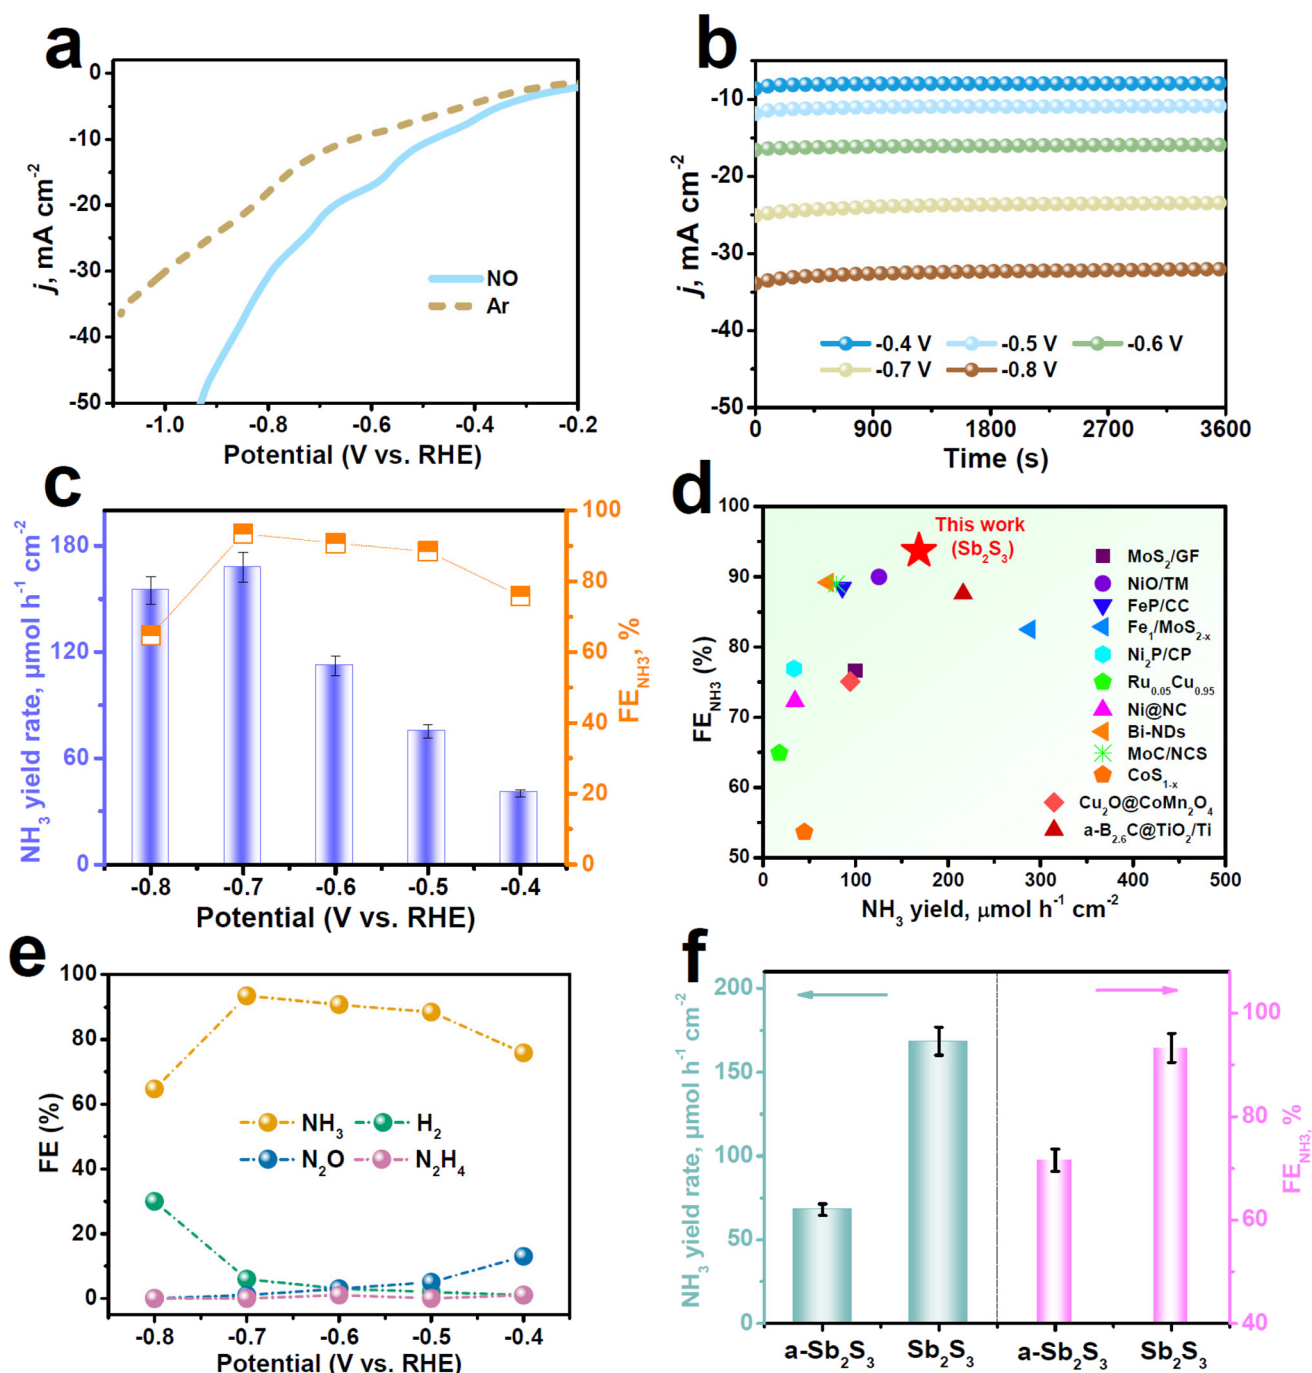 a
0
-10
-20
-30
-40
-50
j, mA cm⁻²
NO
Ar
-1.0 -0.8 -0.6 -0.4 -0.2
Potential (V vs. RHE)
b
-10
-20
-30
-40
-50
j, mA cm⁻²
-0.4 V -0.5 V -0.6 V
-0.7 V -0.8 V
0 900 1800 2700 3600
Time (s)
c
180
120
60
0
NH₃ yield rate, μmol h⁻¹ cm⁻²
100
80
60
40
20
0
FE_NH3, %
-0.8 -0.7 -0.6 -0.5 -0.4
Potential (V vs. RHE)
d
100
90
80
70
60
50
FE_NH3 (%)
This work
(Sb₂S₃)
MoS₂/GF
NiO/TM
FeP/CC
Fe₁/MoS₂₋ₓ
Ni₂P/CP
Ru₀.₀₅Cu₀.₉₅
Ni@NC
Bi-NDs
MoC/NCS
CoS₁₋ₓ
Cu₂O@CoMn₂O₄
a-B₂.₆C@TiO₂/Ti
0 100 200 300 400 500
NH₃ yield, μmol h⁻¹ cm⁻²
e
100
80
60
40
20
0
FE (%)
NH₃ H₂
N₂O N₂H₄
-0.8 -0.7 -0.6 -0.5 -0.4
Potential (V vs. RHE)
f
200
150
100
50
0
NH₃ yield rate, μmol h⁻¹ cm⁻²
100
80
60
40
FE_NH3, %
a-Sb₂S₃ Sb₂S₃ a-Sb₂S₃ Sb₂S₃